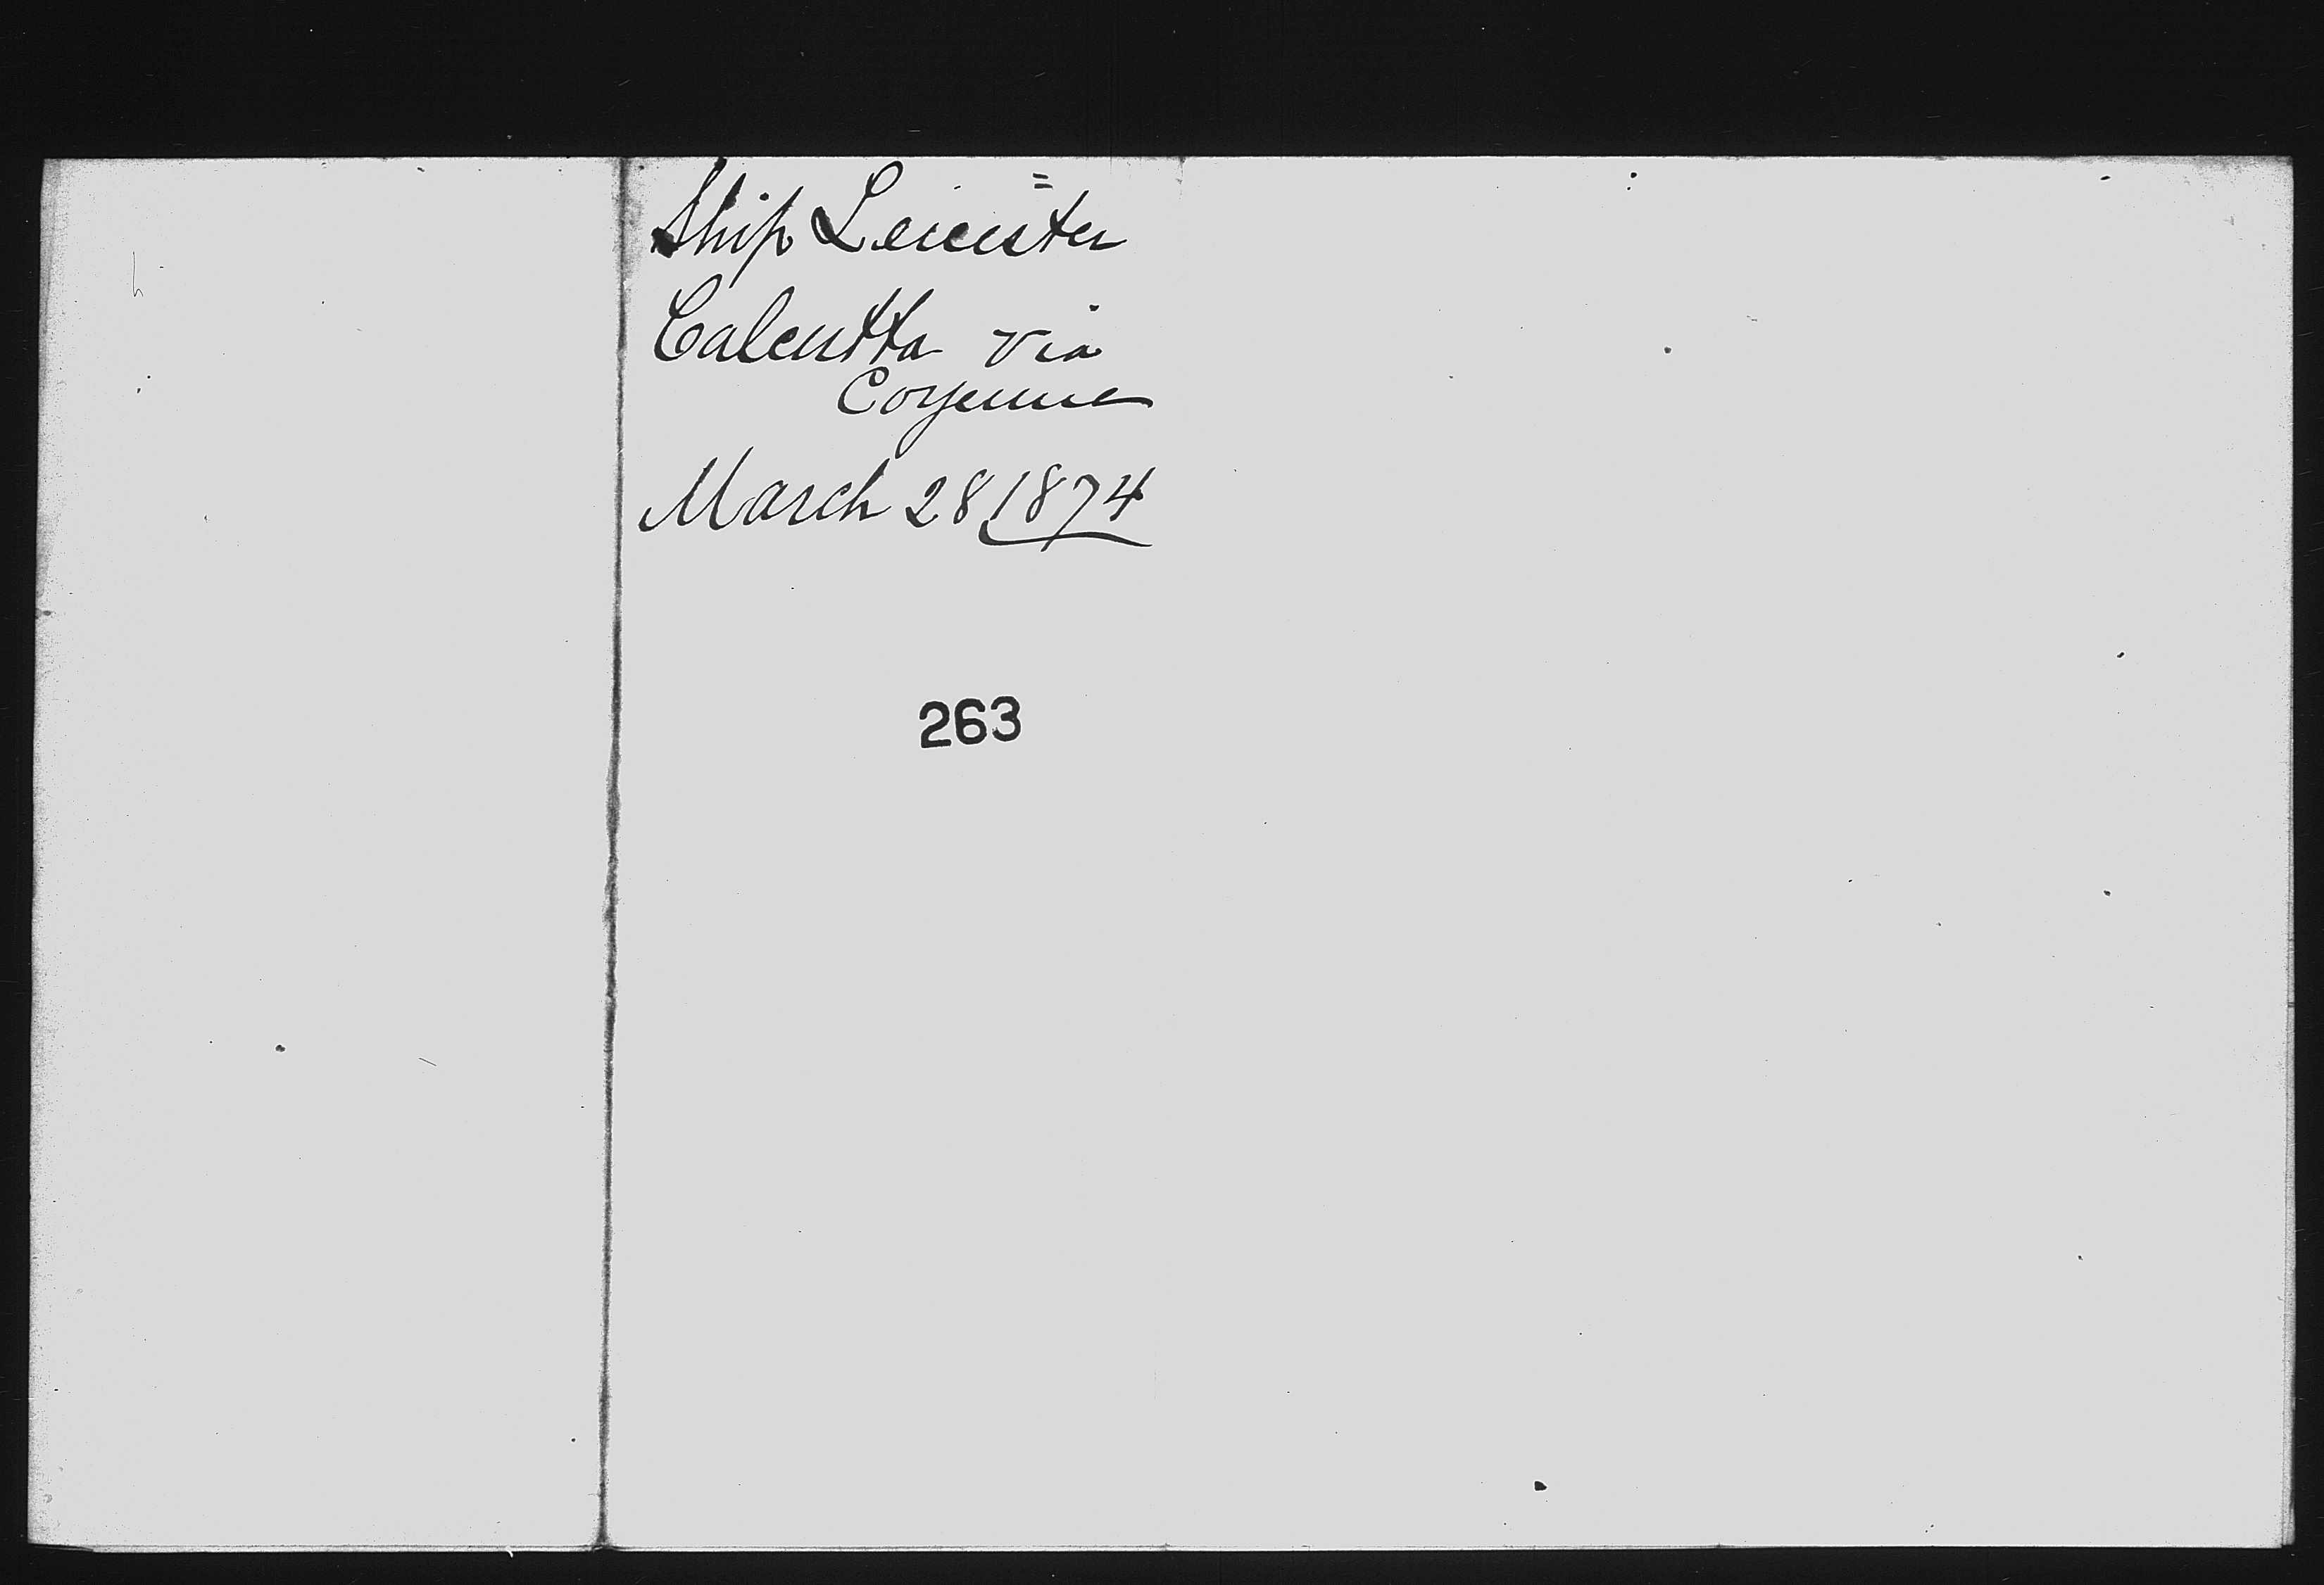 Ship Leicester
Calcutta via
Cayenne
March 28 1874
263